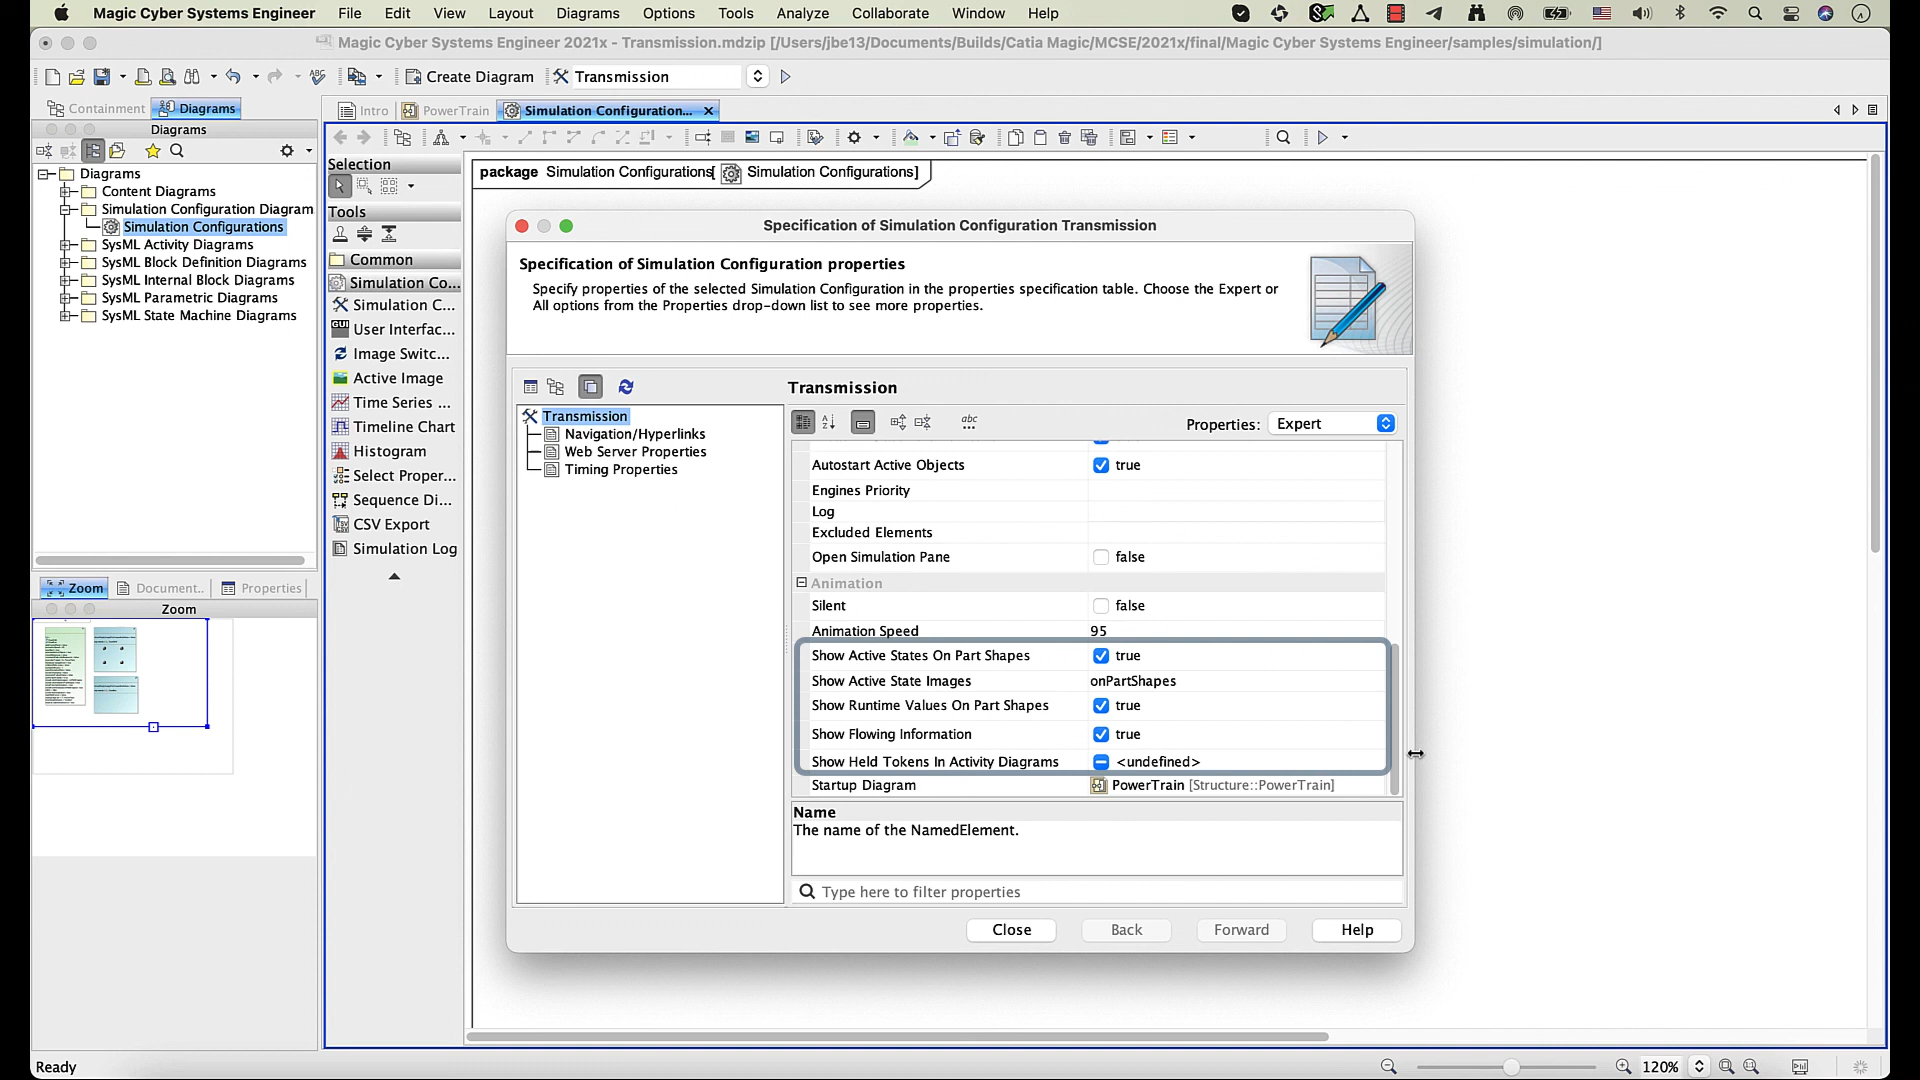 Magic Cyber Systems Engineer File Edit View Layout Diagrams Options Tools Analyze Collaborate Window Help
Magic Cyber Systems Engineer 2021x - Transmission.mdzip [/Users/jbe13/Documents/Builds/Catia Magic/MCSE/2021x/final/Magic Cyber Systems Engineer/samples/simulation/]
Create Diagram Transmission
Containment Diagrams
Intro PowerTrain Simulation Configuration...
Diagrams
Diagrams
Content Diagrams
Simulation Configuration Diagram
Simulation Configurations
SysML Activity Diagrams
SysML Block Definition Diagrams
SysML Internal Block Diagrams
SysML Parametric Diagrams
SysML State Machine Diagrams
Zoom Document.. Properties
Zoom
Selection
Tools
Common
Simulation Co...
Simulation C...
User Interfac...
Image Switc...
Active Image
Time Series ...
Timeline Chart
Histogram
Select Proper...
Sequence Di...
CSV Export
Simulation Log
package Simulation Configurations[ Simulation Configurations]
Specification of Simulation Configuration Transmission
Specification of Simulation Configuration properties
Specify properties of the selected Simulation Configuration in the properties specification table. Choose the Expert or
All options from the Properties drop-down list to see more properties.
Transmission
Navigation/Hyperlinks
Web Server Properties
Timing Properties
Transmission
Properties: Expert
Autostart Active Objects true
Engines Priority
Log
Excluded Elements
Open Simulation Pane false
Animation
Silent false
Animation Speed 95
Show Active States On Part Shapes true
Show Active State Images onPartShapes
Show Runtime Values On Part Shapes true
Show Flowing Information true
Show Held Tokens In Activity Diagrams <undefined>
Startup Diagram PowerTrain [Structure::PowerTrain]
Name
The name of the NamedElement.
Type here to filter properties
Close Back Forward Help
Ready
120%